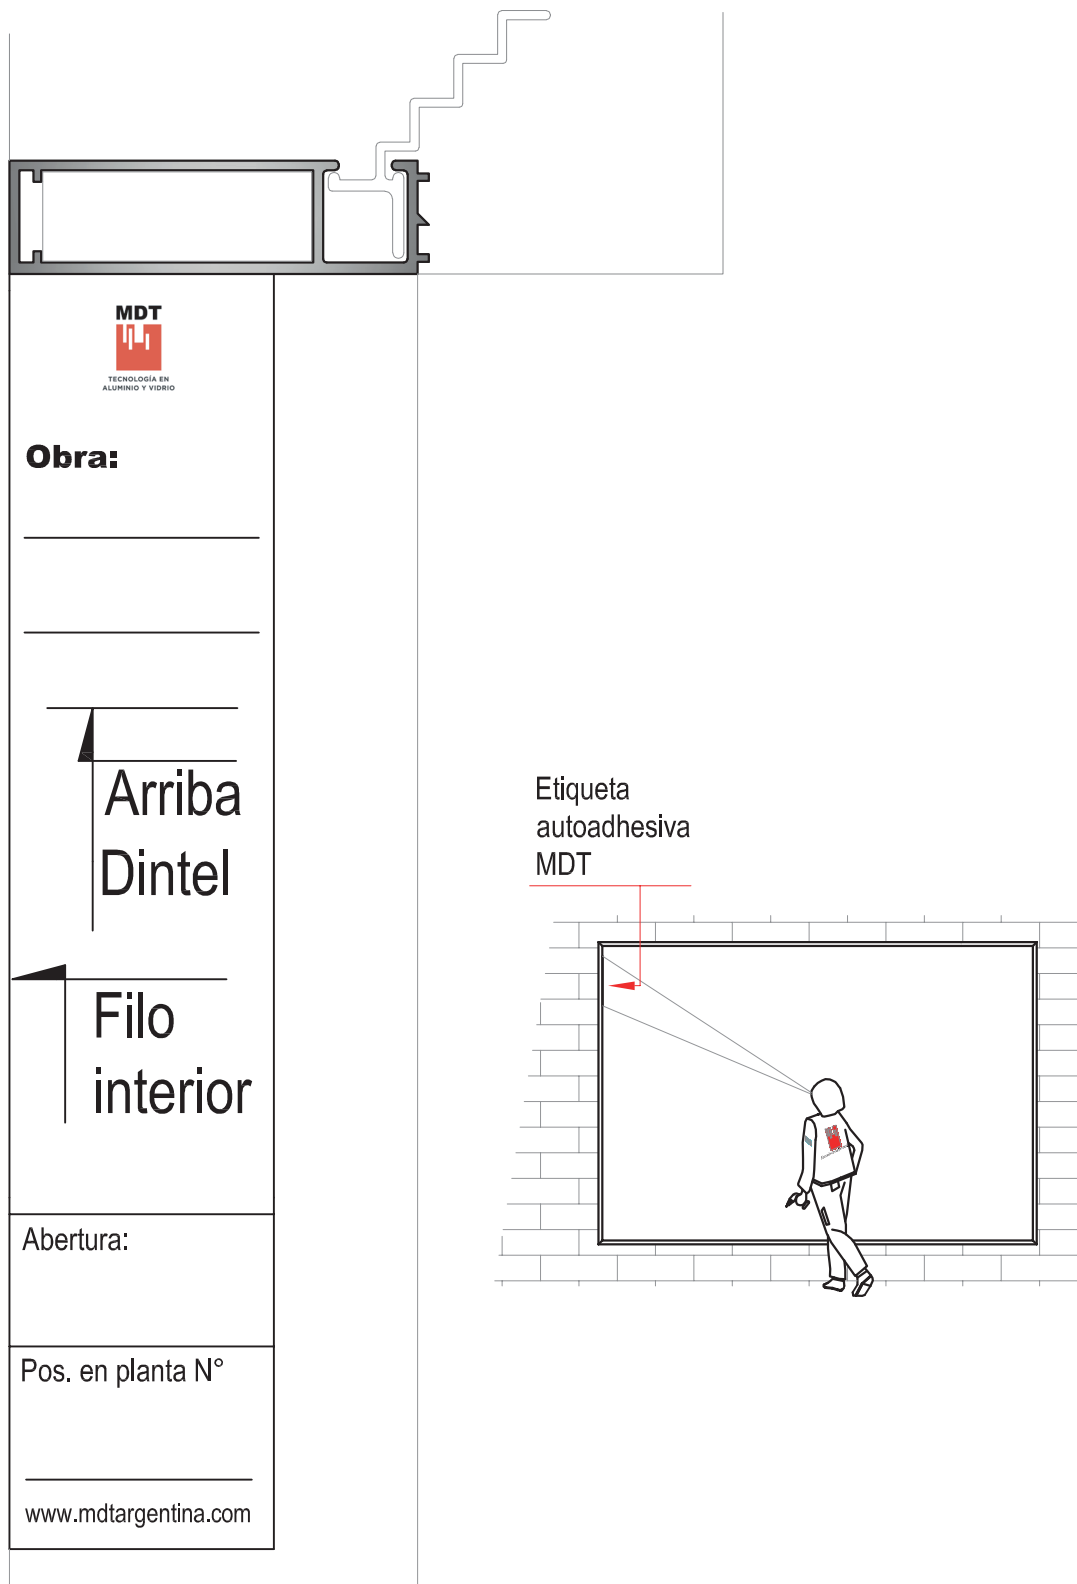 MDT
TECNOLOGÍA EN
ALUMINIO Y VIDRIO
Obra:
Arriba
Dintel
Filo
interior
Abertura:
Pos. en planta N°
www.mdtargentina.com
Etiqueta
autoadhesiva
MDT